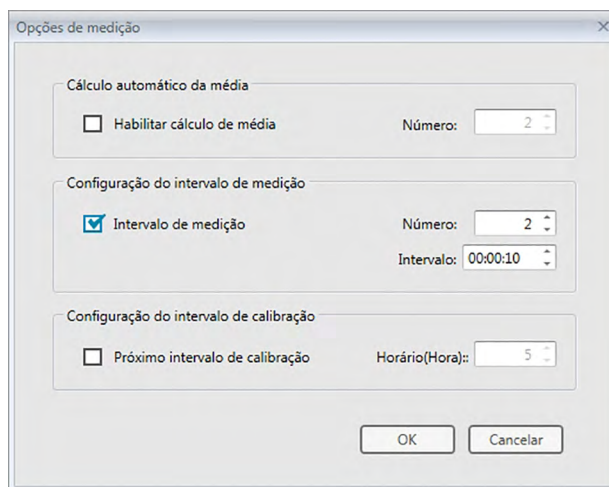 Opções de medição
Cálculo automático da média
Habilitar cálculo de média Número: 2
Configuração do intervalo de medição
Intervalo de medição Número: 2
Intervalo: 00:00:10
Configuração do intervalo de calibração
Próximo intervalo de calibração Horário(Hora):: 5
OK Cancelar